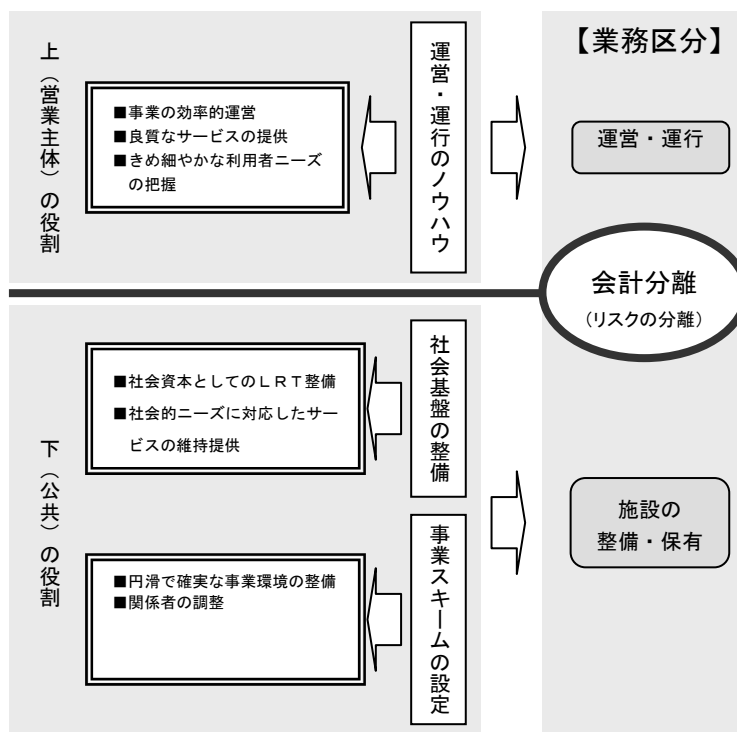 上（営業主体）の役割
■事業の効率的運営
■良質なサービスの提供
■きめ細やかな利用者ニーズ
の把握
運営・運行のノウハウ
【業務区分】
運営・運行
会計分離
（リスクの分離）
下（公共）の役割
■社会資本としてのＬＲＴ整備
■社会的ニーズに対応したサー
ビスの維持提供
社会基盤の整備
■円滑で確実な事業環境の整備
■関係者の調整
事業スキームの設定
施設の
整備・保有